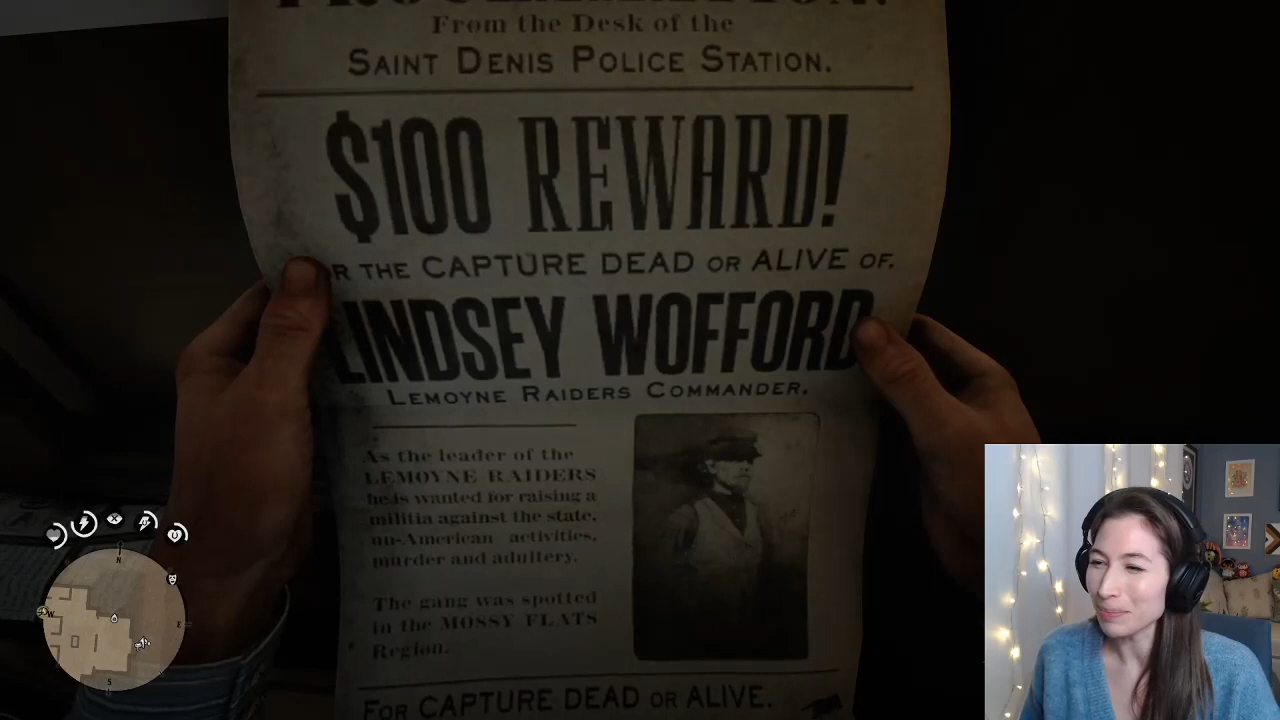 From the Desk of the
SAINT DENIS POLICE STATION.
$100 REWARD!
R THE CAPTURE DEAD OR ALIVE OF.
LINDSEY WOFFORD
LEMOYNE RAIDERS COMMANDER.
As the leader of the
LEMOYNE RAIDERS
he is wanted for raising a
militia against the state,
un-American activities,
murder and adultery.
The gang was spotted
in the MOSSY FLATS
Region.
FOR CAPTURE DEAD OR ALIVE.
N
W
E
S